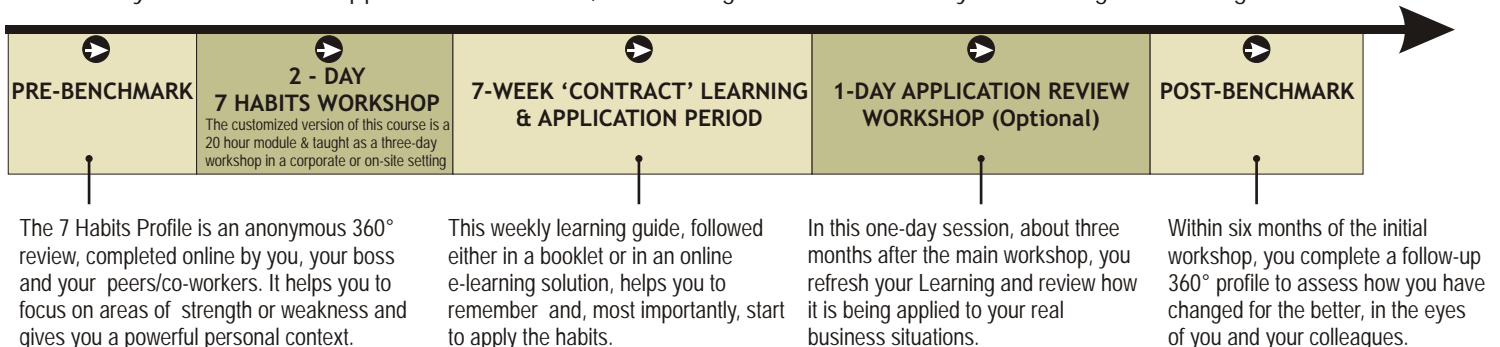 PRE-BENCHMARK
2 - DAY
7 HABITS WORKSHOP
The customized version of this course is a
20 hour module & taught as a three-day
workshop in a corporate or on-site setting
7-WEEK ‘CONTRACT’ LEARNING
& APPLICATION PERIOD
1-DAY APPLICATION REVIEW
WORKSHOP (Optional)
POST-BENCHMARK
The 7 Habits Profile is an anonymous 360°
review, completed online by you, your boss
and your peers/co-workers. It helps you to
focus on areas of strength or weakness and
gives you a powerful personal context.
This weekly learning guide, followed
either in a booklet or in an online
e-learning solution, helps you to
remember and, most importantly, start
to apply the habits.
In this one-day session, about three
months after the main workshop, you
refresh your Learning and review how
it is being applied to your real
business situations.
Within six months of the initial
workshop, you complete a follow-up
360° profile to assess how you have
changed for the better, in the eyes
of you and your colleagues.